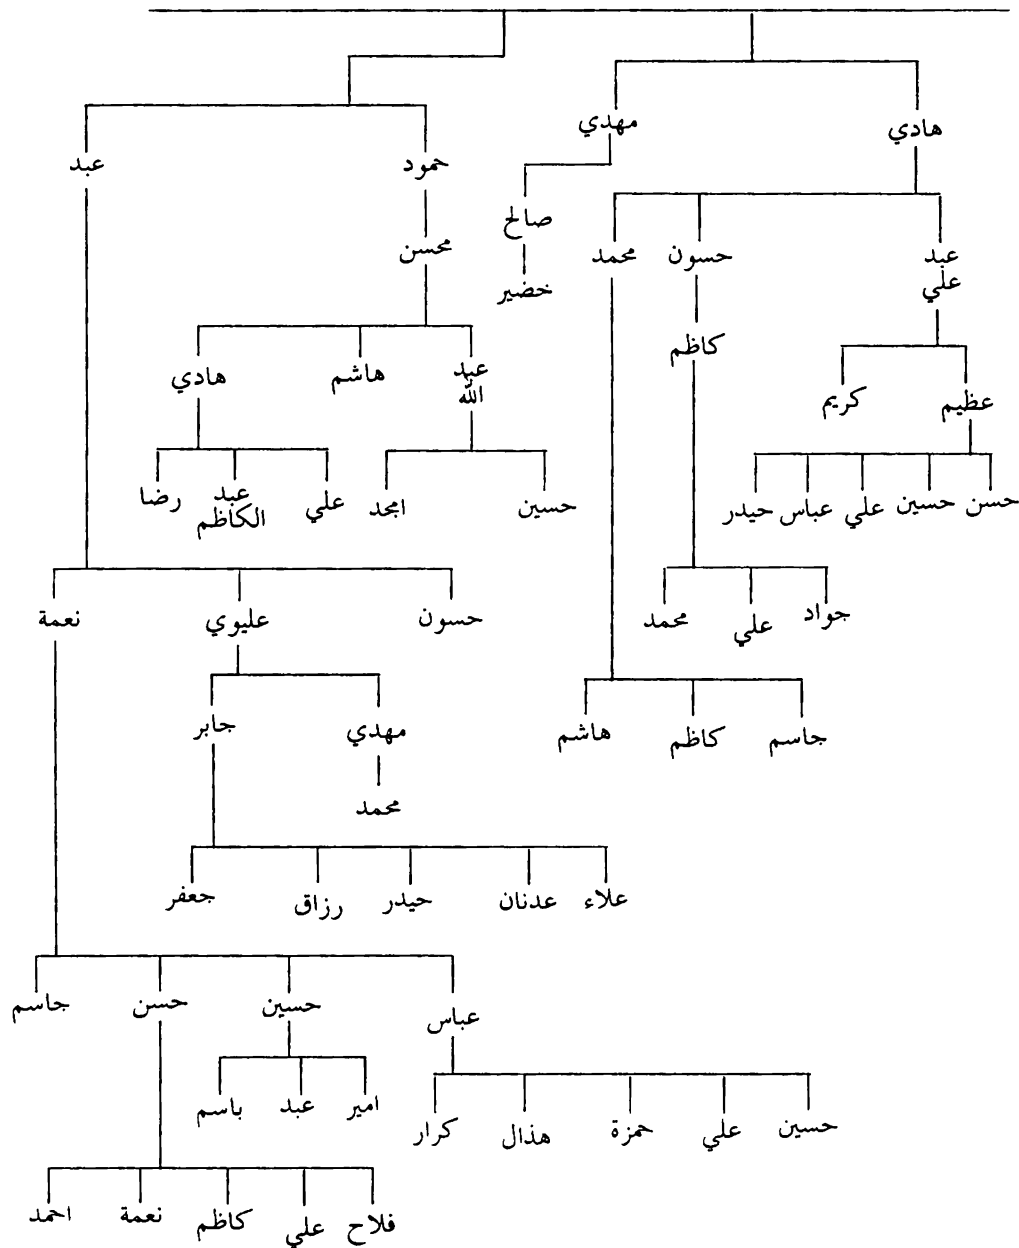 هادي
مهدي
حمود
عبد
صالح
عبد
علي
حسون
محمد
محسن
خضير
كاظم
عظيم
كريم
عبد
الله
هاشم
هادي
حسن
حسين
علي
عباس
حيدر
حسين
امجد
علي
عبد
الكاظم
رضا
جواد
علي
محمد
حسون
عليوي
نعمة
جاسم
كاظم
هاشم
مهدي
جابر
محمد
علاء
عدنان
حيدر
رزاق
جعفر
عباس
حسين
حسن
جاسم
حسين
علي
حمزة
هذال
كرار
امير
عبد
باسم
فلاح
علي
كاظم
نعمة
احمد